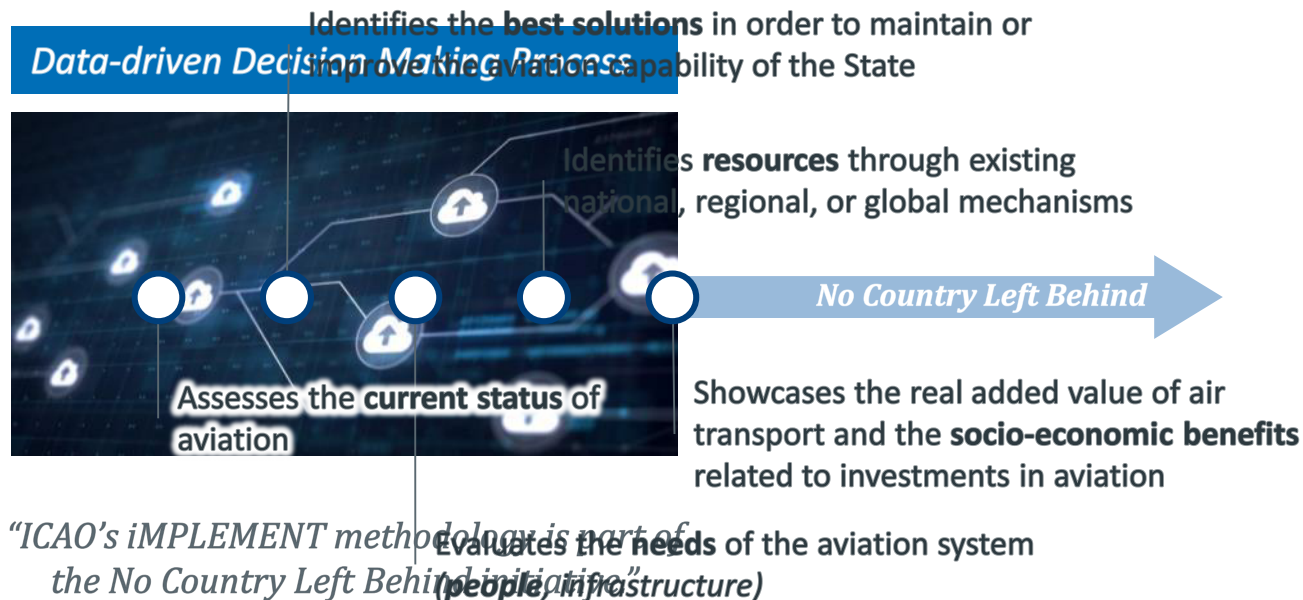 Identifies the best solutions in order to maintain or
improve the aviation capability of the State
Data-driven Decision Making Process
Identifies resources through existing
national, regional, or global mechanisms
No Country Left Behind
Assesses the current status of
aviation
Showcases the real added value of air
transport and the socio-economic benefits
related to investments in aviation
“ICAO’s iMPLEMENT methodology is part of
the No Country Left Behind initiative.”
Evaluates the needs of the aviation system
(people, infrastructure)